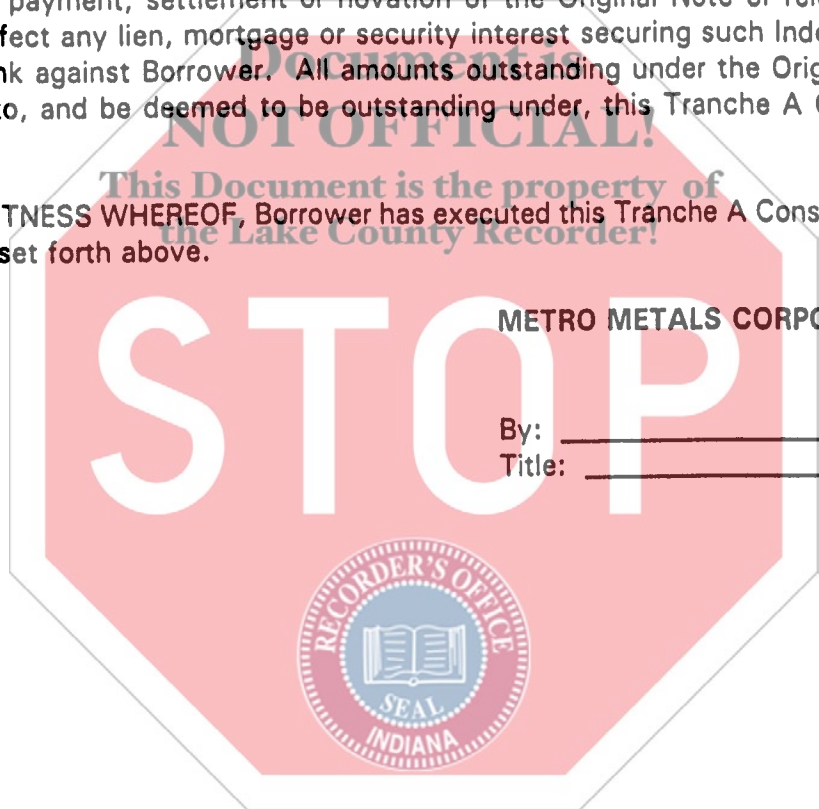 payment, settlement or novation of the Original Note or
fect any lien, mortgage or security interest securing such Inde
nk against Borrower. All amounts outstanding under the Orig
to, and be deemed to be outstanding under, this Tranche A
Document is
NOT OFFICIAL!
This Document is the property of
the Lake County Recorder!
TNESS WHEREOF, Borrower has executed this Tranche A Cons
set forth above.
STOP
METRO METALS CORPO
By:
Title:
RECORDER'S OFFICE
SEAL
INDIANA